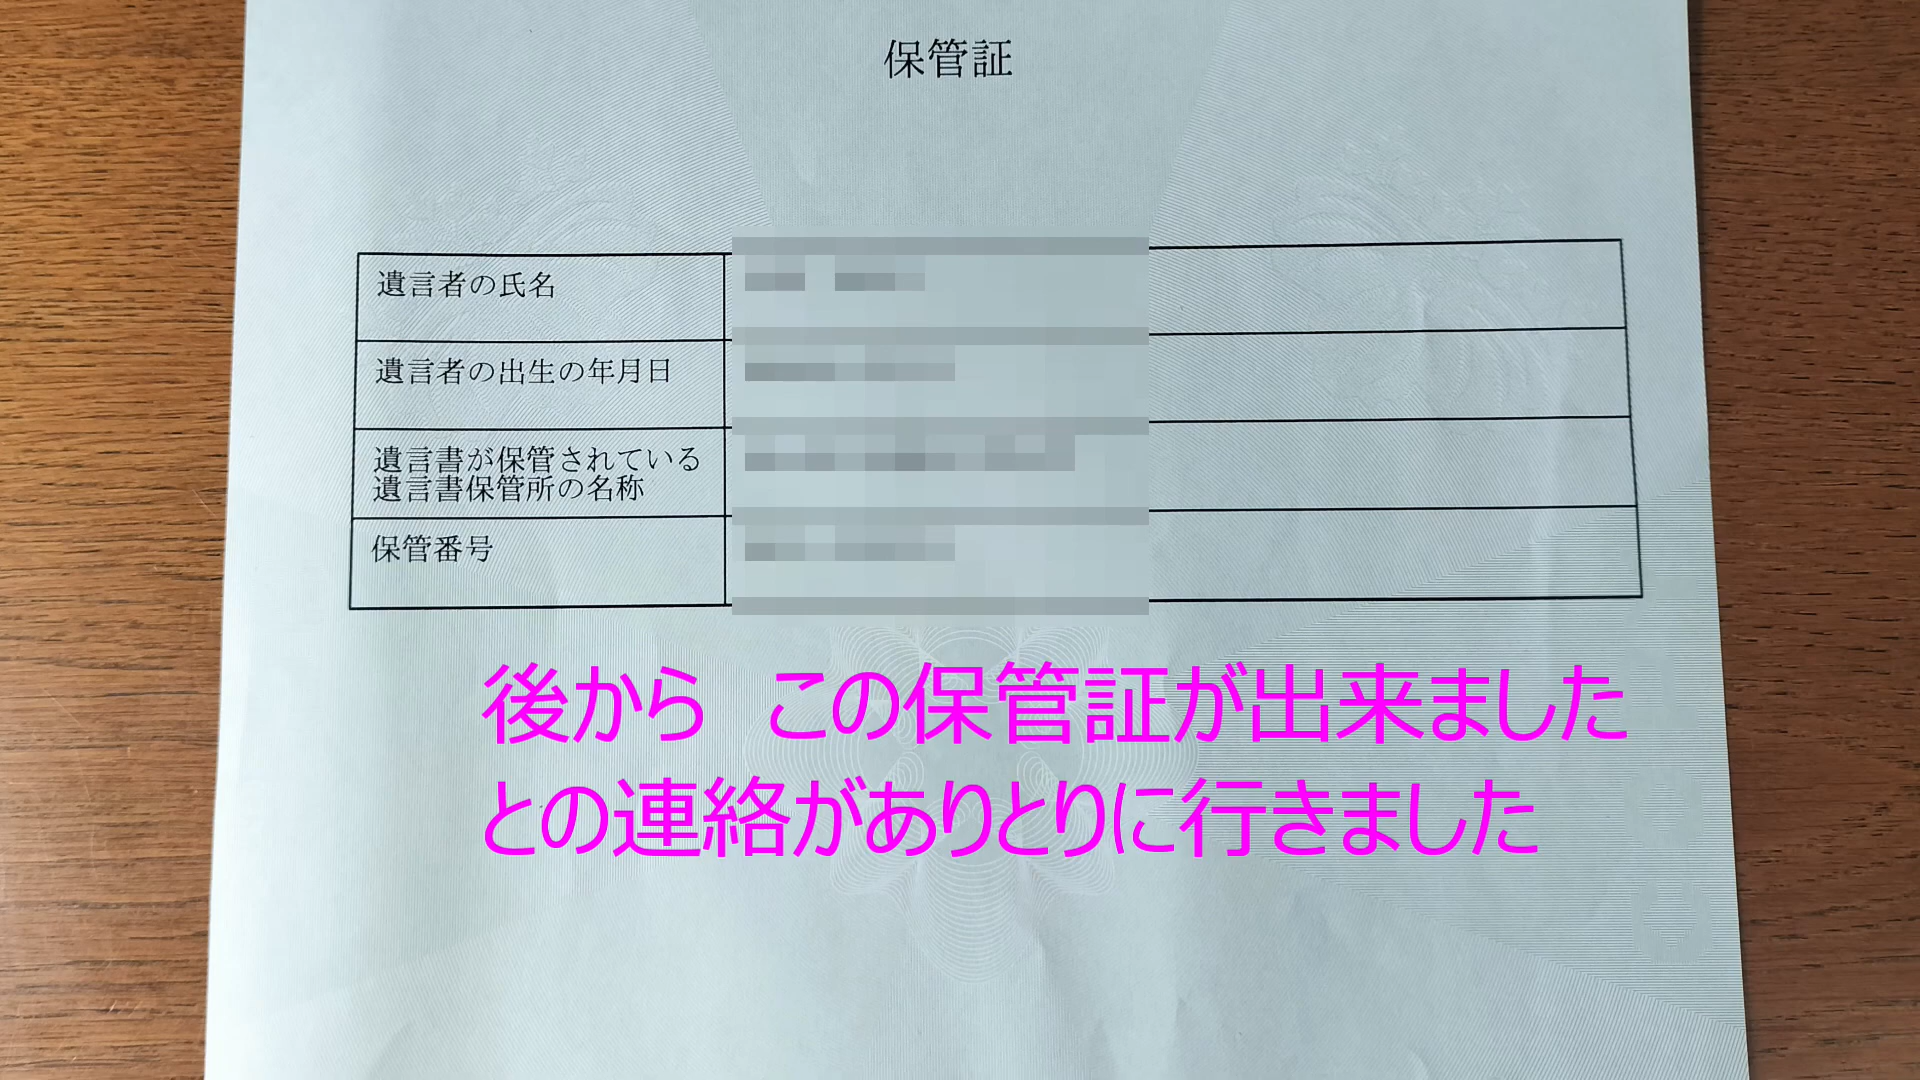 保管証
遺言者の氏名
遺言者の出生の年月日
遺言書が保管されている
遺言書保管所の名称
保管番号
後から　この保管証が出来ました
との連絡がありとりに行きました